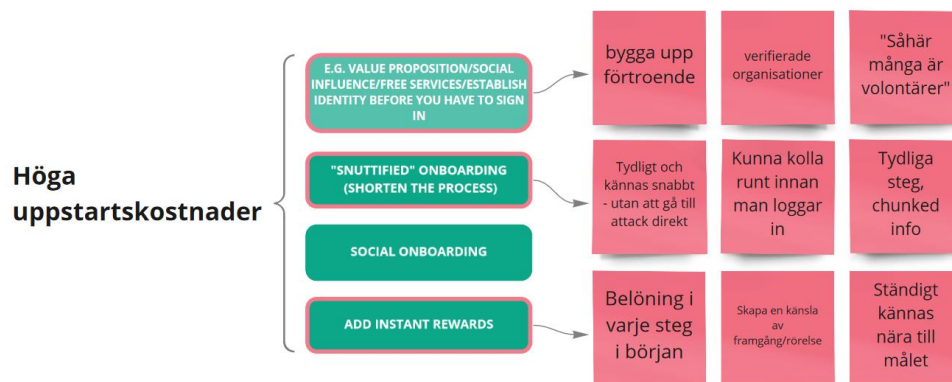 Höga
uppstartskostnader
E.G. VALUE PROPOSITION/SOCIAL
INFLUENCE/FREE SERVICES/ESTABLISH
IDENTITY BEFORE YOU HAVE TO SIGN
IN
bygga upp
förtroende
verifierade
organisationer
"Såhär
många är
volontärer"
"SNUTTIFIED" ONBOARDING
(SHORTEN THE PROCESS)
Tydligt och
kännas snabbt
- utan att gå till
attack direkt
Kunna kolla
runt innan
man loggar
in
Tydliga
steg,
chunked
info
SOCIAL ONBOARDING
ADD INSTANT REWARDS
Belöning i
varje steg
i början
Skapa en känsla
av
framgång/rörelse
Ständigt
kännas
nära till
målet